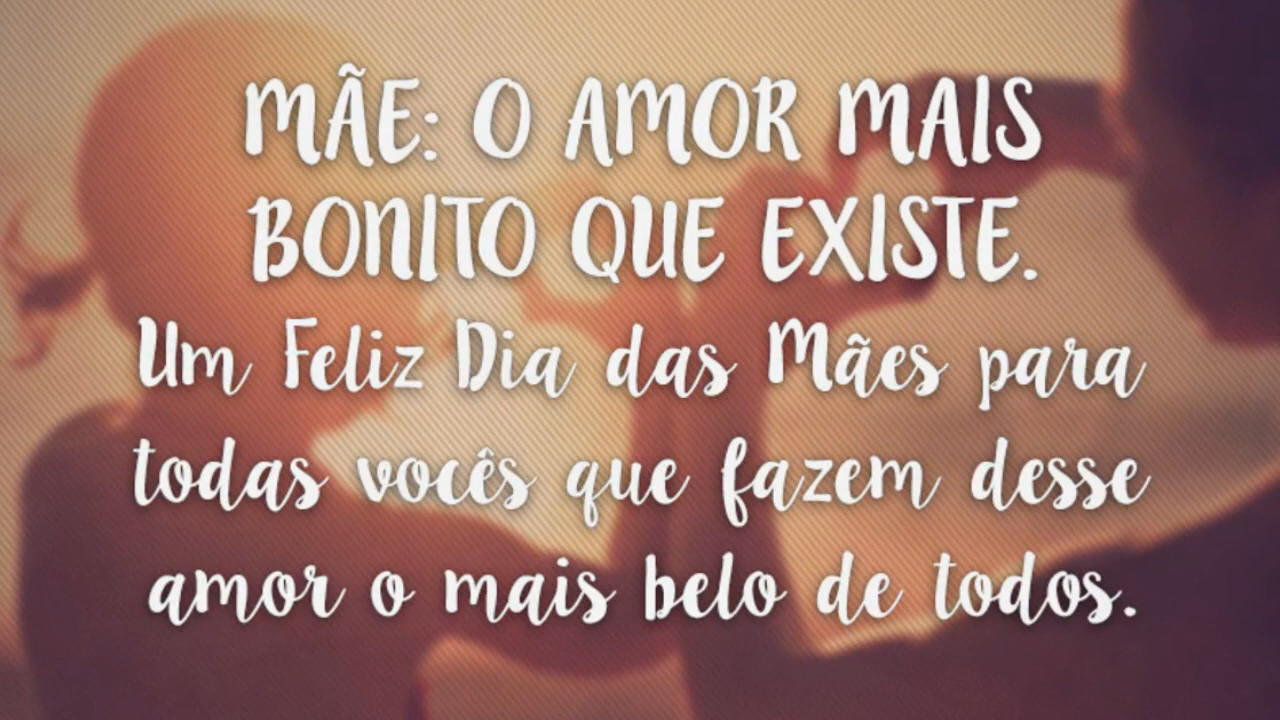 MÃE: O AMOR MAIS
BONITO QUE EXISTE.
Um Feliz Dia das Mães para
todas vocês que fazem desse
amor o mais belo de todos.